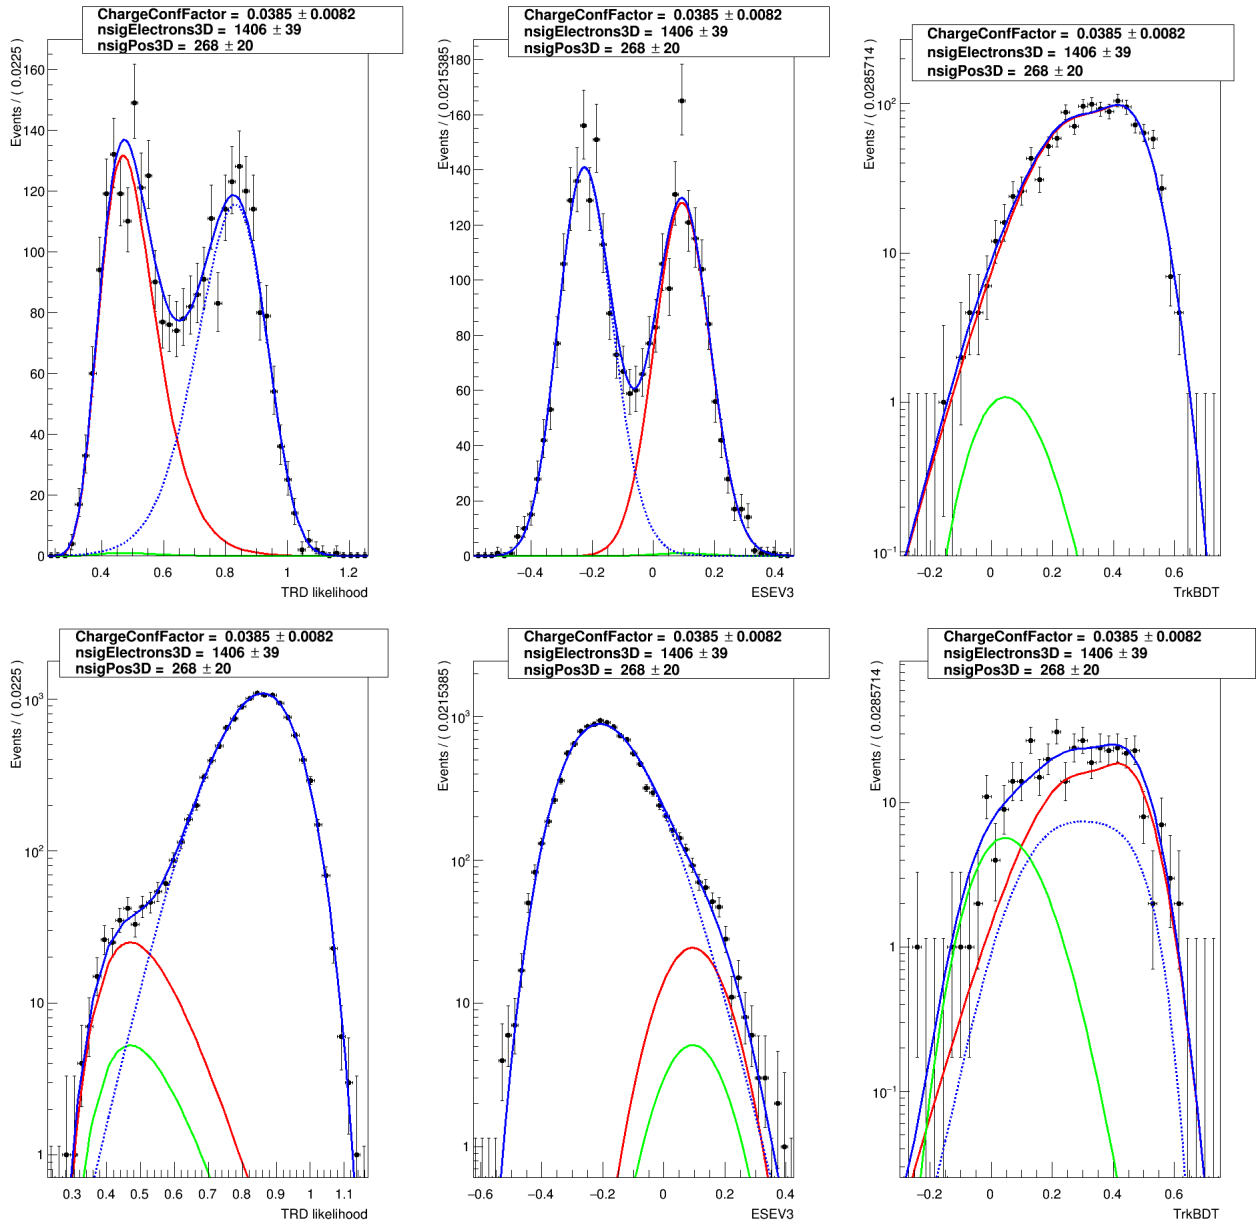 ChargeConfFactor = 0.0385 ± 0.0082
nsigElectrons3D = 1406 ± 39
nsigPos3D = 268 ± 20
Events / ( 0.0225 )
160
140
120
100
80
60
40
20
0
0.4 0.6 0.8 1 1.2
TRD likelihood
ChargeConfFactor = 0.0385 ± 0.0082
nsigElectrons3D = 1406 ± 39
nsigPos3D = 268 ± 20
Events / ( 0.0215385 )
180
160
140
120
100
80
60
40
20
0
−0.4 −0.2 0 0.2 0.4
ESEV3
ChargeConfFactor = 0.0385 ± 0.0082
nsigElectrons3D = 1406 ± 39
nsigPos3D = 268 ± 20
Events / ( 0.0285714 )
10²
10
1
10⁻¹
−0.2 0 0.2 0.4 0.6
TrkBDT
ChargeConfFactor = 0.0385 ± 0.0082
nsigElectrons3D = 1406 ± 39
nsigPos3D = 268 ± 20
Events / ( 0.0225 )
10³
10²
10
1
0.3 0.4 0.5 0.6 0.7 0.8 0.9 1 1.1
TRD likelihood
ChargeConfFactor = 0.0385 ± 0.0082
nsigElectrons3D = 1406 ± 39
nsigPos3D = 268 ± 20
Events / ( 0.0215385 )
10³
10²
10
1
−0.6 −0.4 −0.2 0 0.2 0.4
ESEV3
ChargeConfFactor = 0.0385 ± 0.0082
nsigElectrons3D = 1406 ± 39
nsigPos3D = 268 ± 20
Events / ( 0.0285714 )
10
1
10⁻¹
−0.2 0 0.2 0.4 0.6
TrkBDT